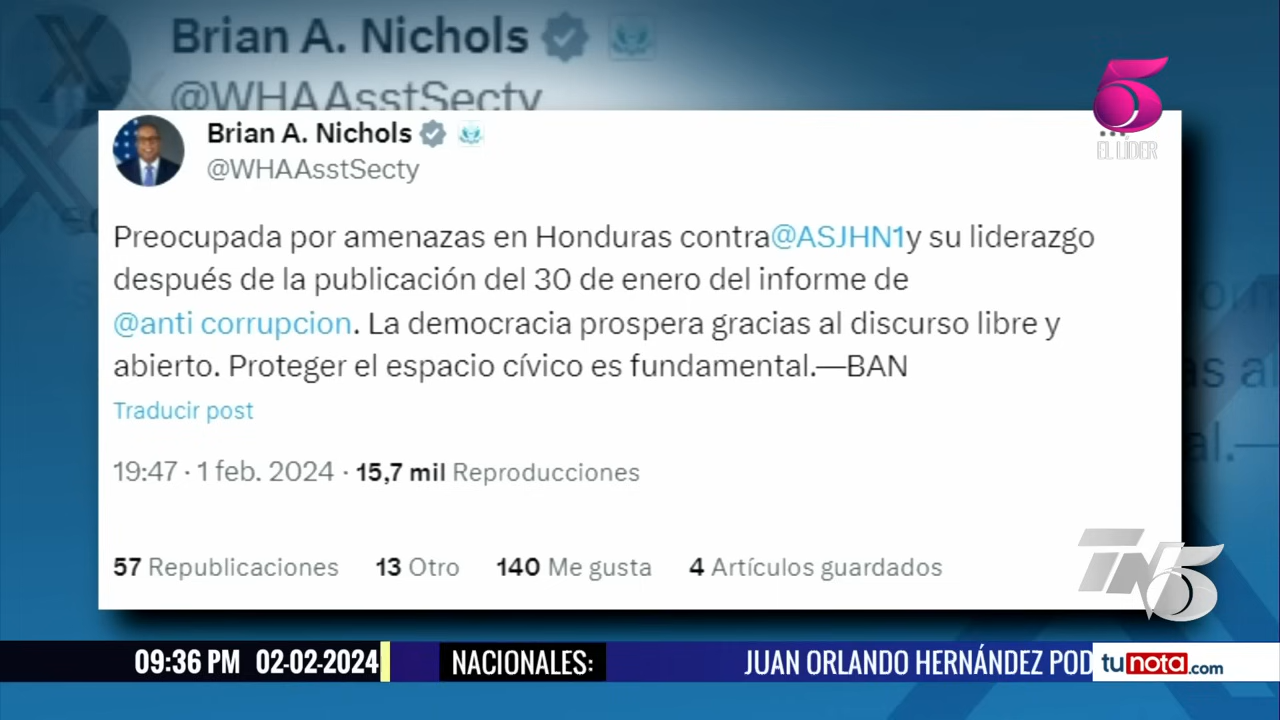 Brian A. Nichols
@WHAAsstSecty
5
EL LÍDER
Brian A. Nichols
@WHAAsstSecty
Preocupada por amenazas en Honduras contra@ASJHN1y su liderazgo
después de la publicación del 30 de enero del informe de
@anti corrupcion. La democracia prospera gracias al discurso libre y
abierto. Proteger el espacio cívico es fundamental.—BAN
Traducir post
19:47 · 1 feb. 2024 · 15,7 mil Reproducciones
57 Republicaciones 13 Otro 140 Me gusta 4 Artículos guardados
TN5
09:36 PM 02-02-2024 NACIONALES: JUAN ORLANDO HERNÁNDEZ POD tunota.com